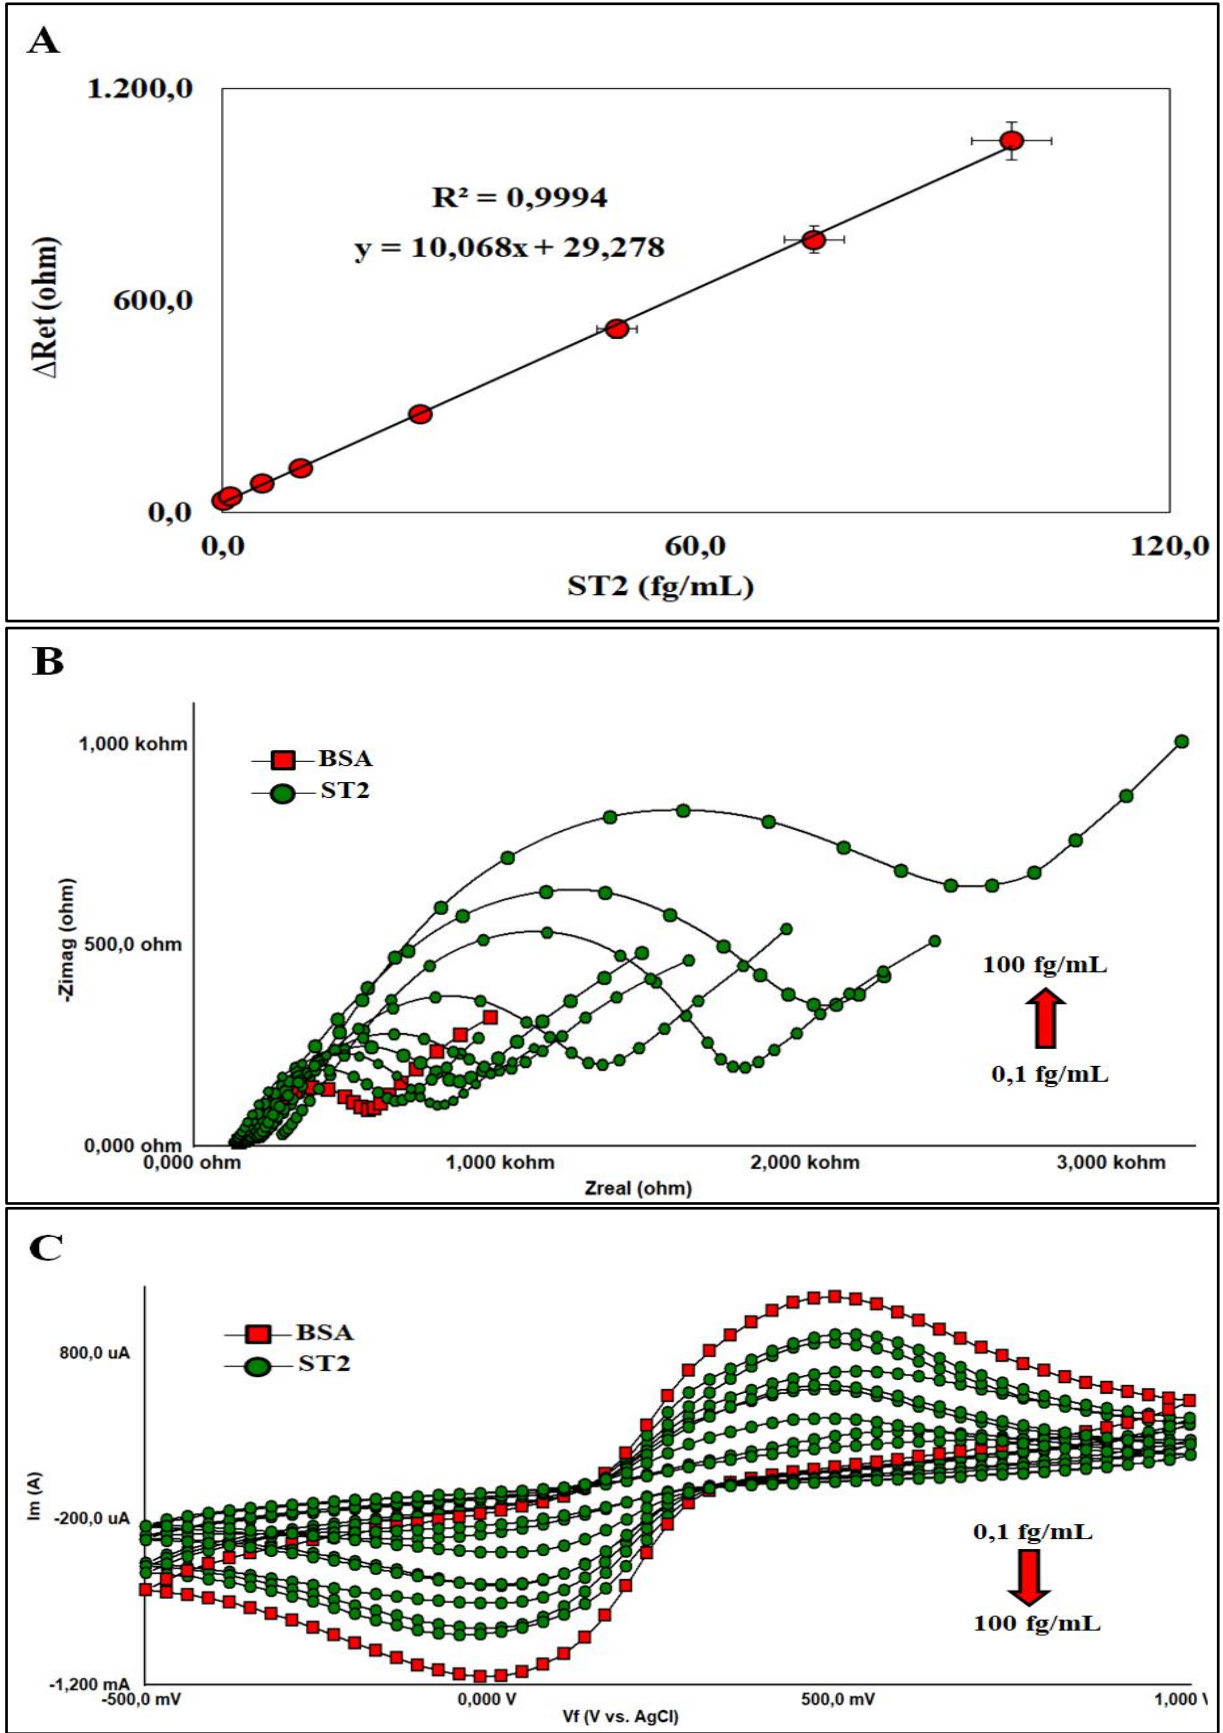 A
1.200,0
R² = 0,9994
y = 10,068x + 29,278
600,0
ΔRet (ohm)
0,0
0,0 60,0 120,0
ST2 (fg/mL)
B
1,000 kohm
BSA
ST2
500,0 ohm
-Zimag (ohm)
100 fg/mL
0,1 fg/mL
0,000 ohm
0,000 ohm 1,000 kohm 2,000 kohm 3,000 kohm
Zreal (ohm)
C
BSA
800,0 uA
ST2
Im (A)
-200,0 uA
0,1 fg/mL
100 fg/mL
-1,200 mA
-500,0 mV 0,000 V 500,0 mV 1,000 V
Vf (V vs. AgCl)